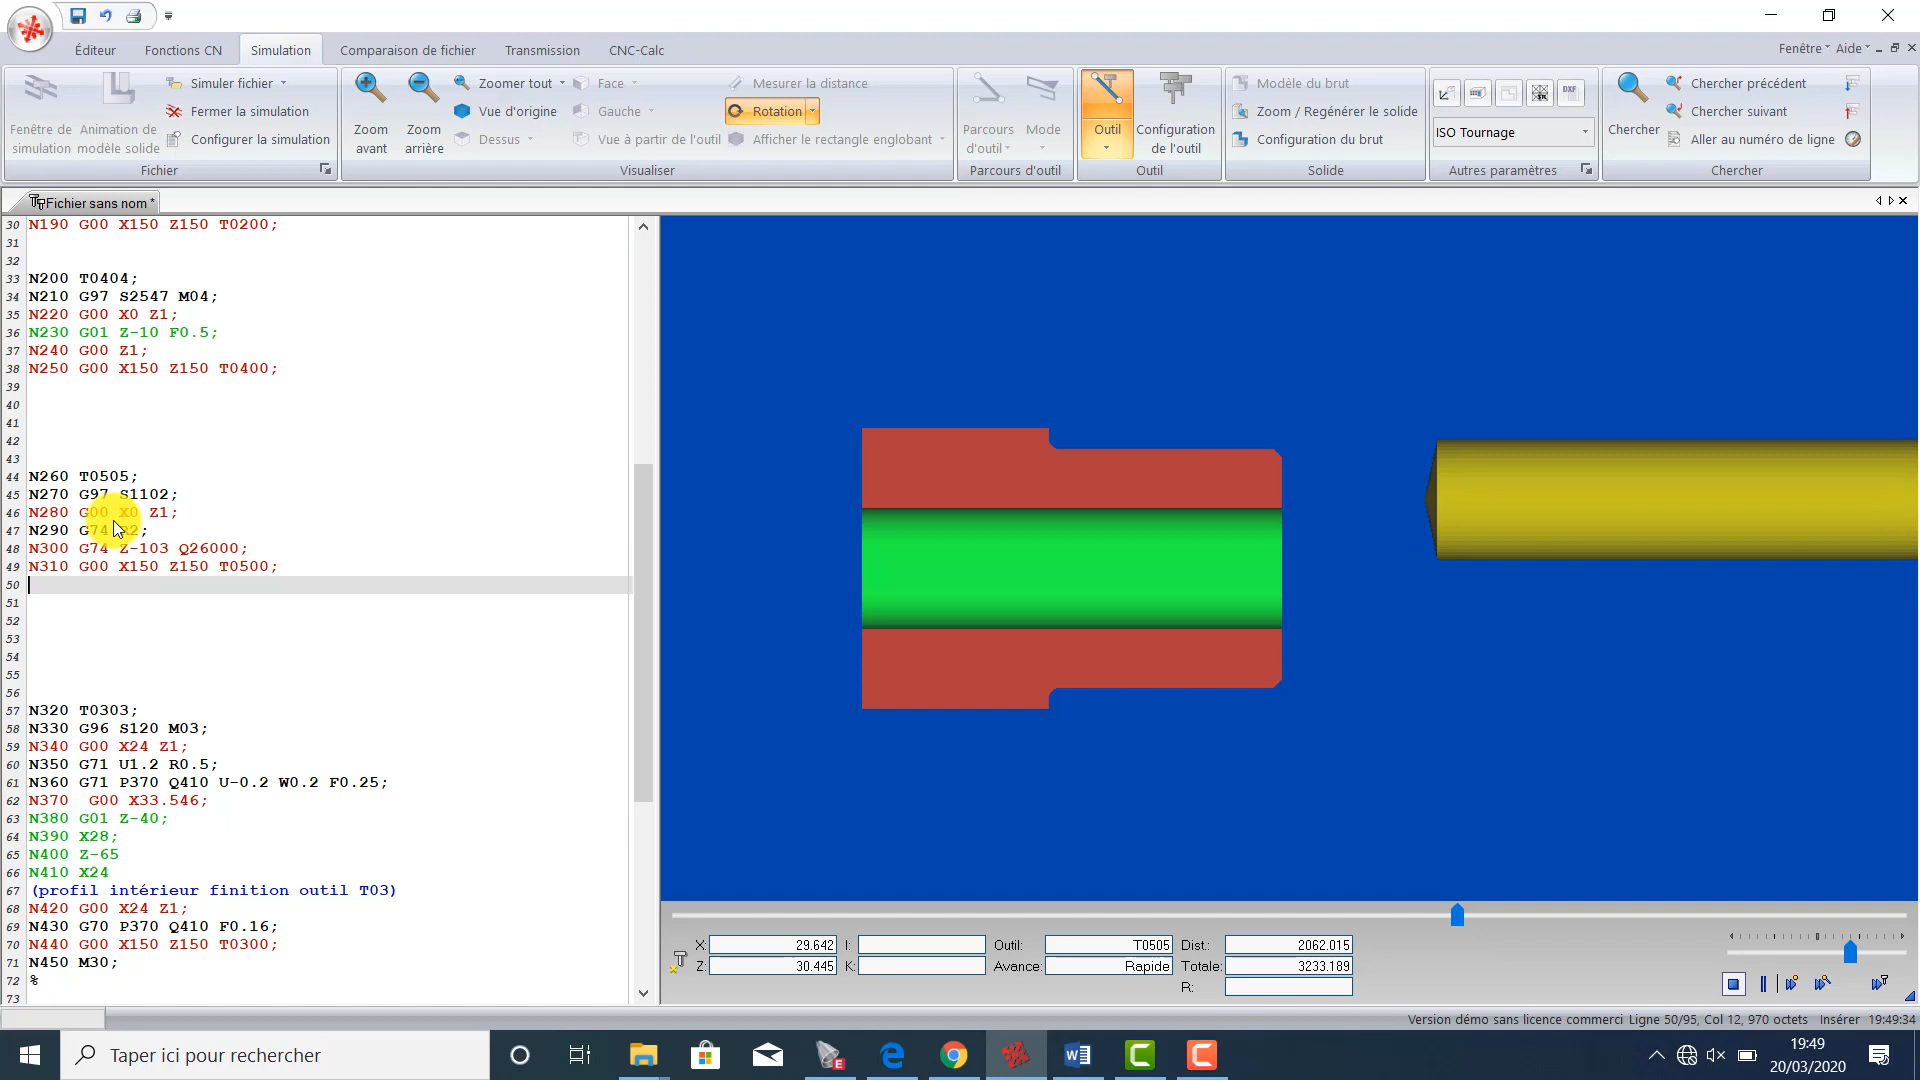 Éditeur
Fonctions CN
Simulation
Comparaison de fichier
Transmission
CNC-Calc
Fenêtre
Aide
Fenêtre de simulation
Animation de modèle solide
Simuler fichier
Fermer la simulation
Configurer la simulation
Fichier
Zoom avant
Zoom arrière
Zoomer tout
Vue d'origine
Dessus
Face
Gauche
Vue à partir de l'outil
Mesurer la distance
Rotation
Afficher le rectangle englobant
Visualiser
Parcours d'outil
Mode
Parcours d'outil
Outil
Configuration de l'outil
Outil
Modèle du brut
Zoom / Regénérer le solide
Configuration du brut
Solide
DXF
ISO Tournage
Autres paramètres
Chercher
Chercher précédent
Chercher suivant
Aller au numéro de ligne
Chercher
Fichier sans nom *
30 N190 G00 X150 Z150 T0200;
31
32
33 N200 T0404;
34 N210 G97 S2547 M04;
35 N220 G00 X0 Z1;
36 N230 G01 Z-10 F0.5;
37 N240 G00 Z1;
38 N250 G00 X150 Z150 T0400;
39
40
41
42
43
44 N260 T0505;
45 N270 G97 S1102;
46 N280 G00 X0 Z1;
47 N290 G74 R2;
48 N300 G74 Z-103 Q26000;
49 N310 G00 X150 Z150 T0500;
50
51
52
53
54
55
56
57 N320 T0303;
58 N330 G96 S120 M03;
59 N340 G00 X24 Z1;
60 N350 G71 U1.2 R0.5;
61 N360 G71 P370 Q410 U-0.2 W0.2 F0.25;
62 N370  G00 X33.546;
63 N380 G01 Z-40;
64 N390 X28;
65 N400 Z-65
66 N410 X24
67 (profil intérieur finition outil T03)
68 N420 G00 X24 Z1;
69 N430 G70 P370 Q410 F0.16;
70 N440 G00 X150 Z150 T0300;
71 N450 M30;
72 %
73
X: 29.642 I: Outil: T0505 Dist.: 2062.015
Z: 30.445 K: Avance: Rapide Totale: 3233.189
R:
Version démo sans licence commerci Ligne 50/95, Col 12, 970 octets Insérer 19:49:34
Taper ici pour rechercher
19:49
20/03/2020